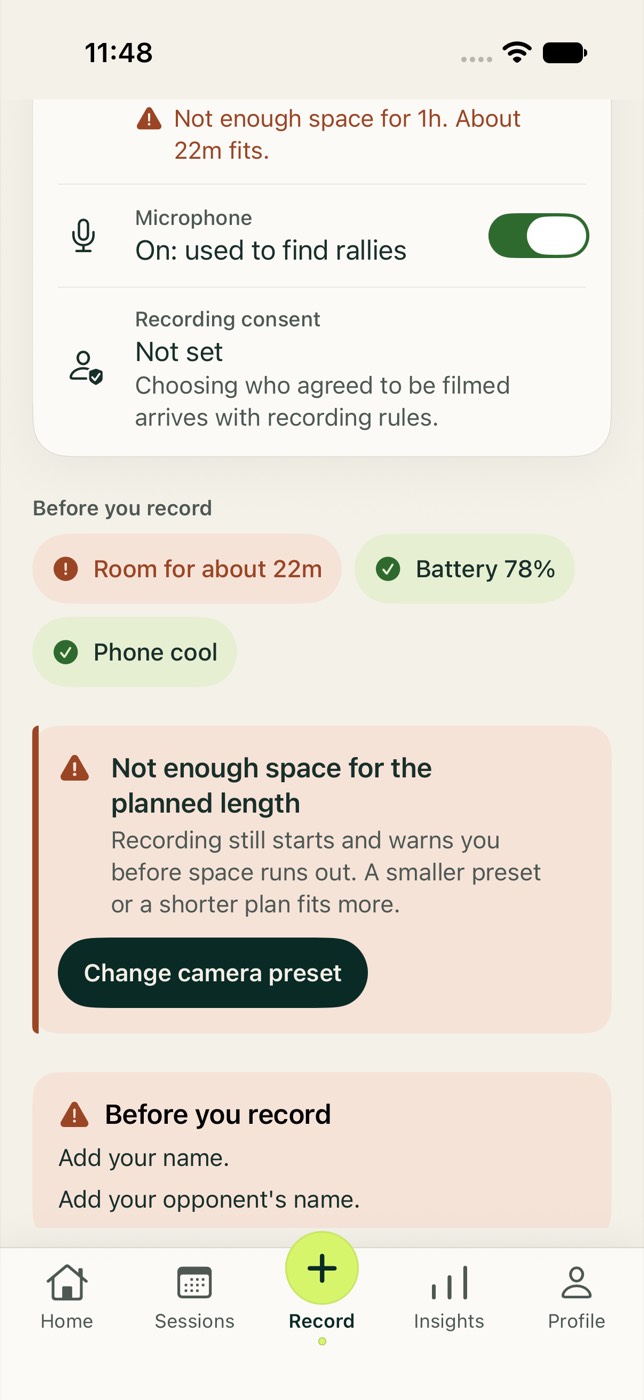 11:48
Not enough space for 1h. About
22m fits.
Microphone
On: used to find rallies
Recording consent
Not set
Choosing who agreed to be filmed
arrives with recording rules.
Before you record
Room for about 22m
Battery 78%
Phone cool
Not enough space for the
planned length
Recording still starts and warns you
before space runs out. A smaller preset
or a shorter plan fits more.
Change camera preset
Before you record
Add your name.
Add your opponent's name.
Home
Sessions
Record
Insights
Profile